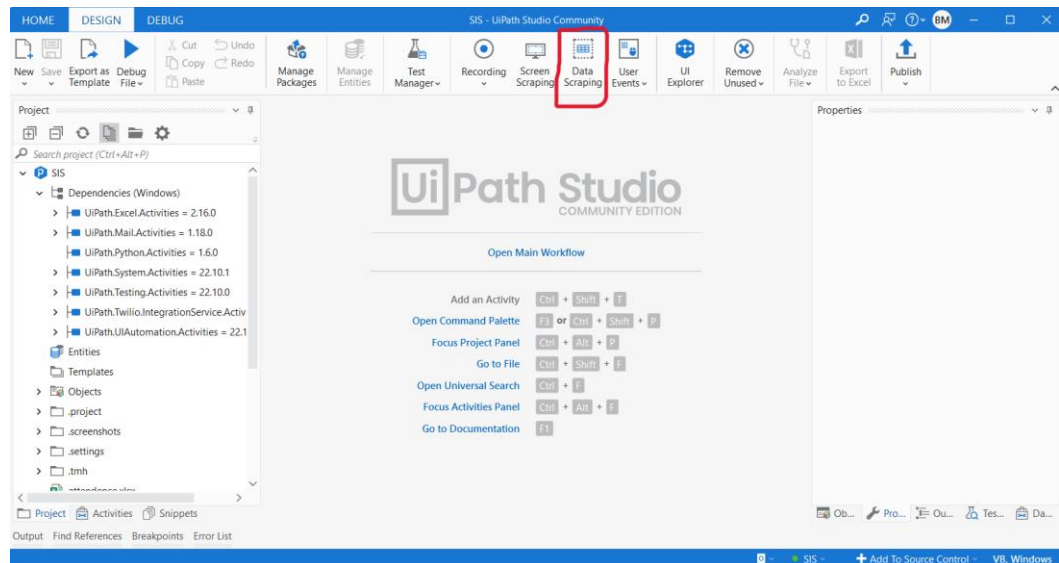 HOME DESIGN DEBUG SIS - UiPath Studio Community BM
New Save Export as Template Debug File Cut Copy Paste Undo Redo Manage Packages Manage Entities Test Manager Recording Screen Scraping Data Scraping User Events UI Explorer Remove Unused Analyze File Export to Excel Publish
Project
Properties
Search project (Ctrl+Alt+P)
SIS
Dependencies (Windows)
UiPath.Excel.Activities = 2.16.0
UiPath.Mail.Activities = 1.18.0
UiPath.Python.Activities = 1.6.0
UiPath.System.Activities = 22.10.1
UiPath.Testing.Activities = 22.10.0
UiPath.Twilio.IntegrationService.Activ
UiPath.UIAutomation.Activities = 22.1
Entities
Templates
Objects
.project
.screenshots
.settings
.tmh
attendence.xlsx
UiPath Studio
COMMUNITY EDITION
Open Main Workflow
Add an Activity Ctrl + Shift + T
Open Command Palette F3 or Ctrl + Shift + P
Focus Project Panel Ctrl + Alt + P
Go to File Ctrl + Shift + F
Open Universal Search Ctrl + F
Focus Activities Panel Ctrl + Alt + F
Go to Documentation F1
Project Activities Snippets
Ob... Pro... Ou... Tes... Da...
Output Find References Breakpoints Error List
0 SIS Add To Source Control VB, Windows